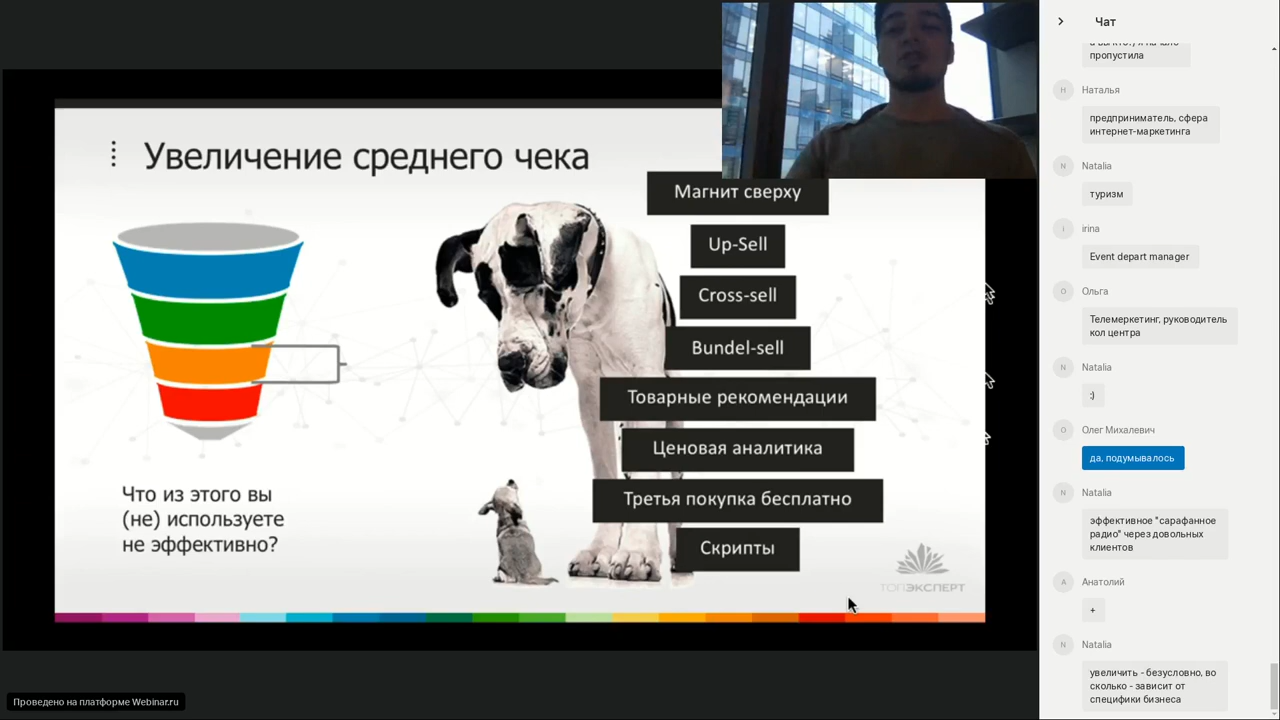 Увеличение среднего чека
Магнит сверху
Up-Sell
Cross-sell
Bundel-sell
Товарные рекомендации
Ценовая аналитика
Третья покупка бесплатно
Скрипты
Что из этого вы
(не) используете
не эффективно?
ТОПЭКСПЕРТ
Проведено на платформе Webinar.ru
Чат
пропустила
Н
Наталья
предприниматель, сфера
интернет-маркетинга
N
Natalia
туризм
i
irina
Event depart manager
О
Ольга
Телемеркетинг, руководитель
кол центра
N
Natalia
;)
О
Олег Михалевич
да, подумывалось
N
Natalia
эффективное "сарафанное
радио" через довольных
клиентов
А
Анатолий
+
N
Natalia
увеличить - безусловно, во
сколько - зависит от
специфики бизнеса